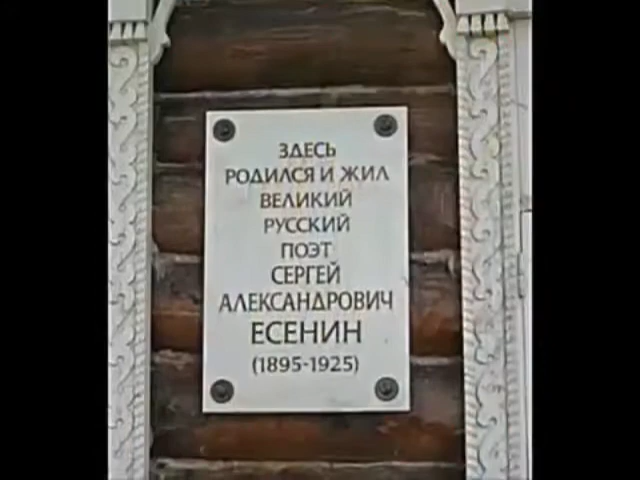 ЗДЕСЬ
РОДИЛСЯ И ЖИЛ
ВЕЛИКИЙ
РУССКИЙ
ПОЭТ
СЕРГЕЙ
АЛЕКСАНДРОВИЧ
ЕСЕНИН
(1895-1925)